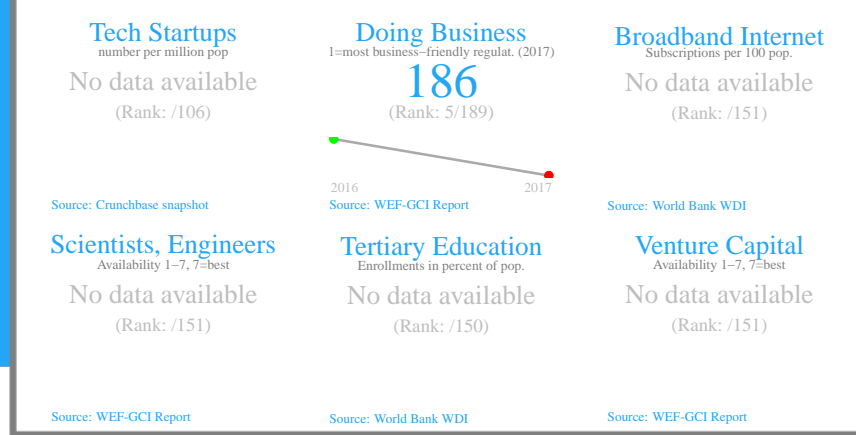 Tech Startups
number per million pop
No data available
(Rank: /106)
Source: Crunchbase snapshot
Doing Business
1=most business−friendly regulat. (2017)
186
(Rank: 5/189)
2016
2017
Source: WEF-GCI Report
Broadband Internet
Subscriptions per 100 pop.
No data available
(Rank: /151)
Source: World Bank WDI
Scientists, Engineers
Availability 1−7, 7=best
No data available
(Rank: /151)
Source: WEF-GCI Report
Tertiary Education
Enrollments in percent of pop.
No data available
(Rank: /150)
Source: World Bank WDI
Venture Capital
Availability 1−7, 7=best
No data available
(Rank: /151)
Source: WEF-GCI Report